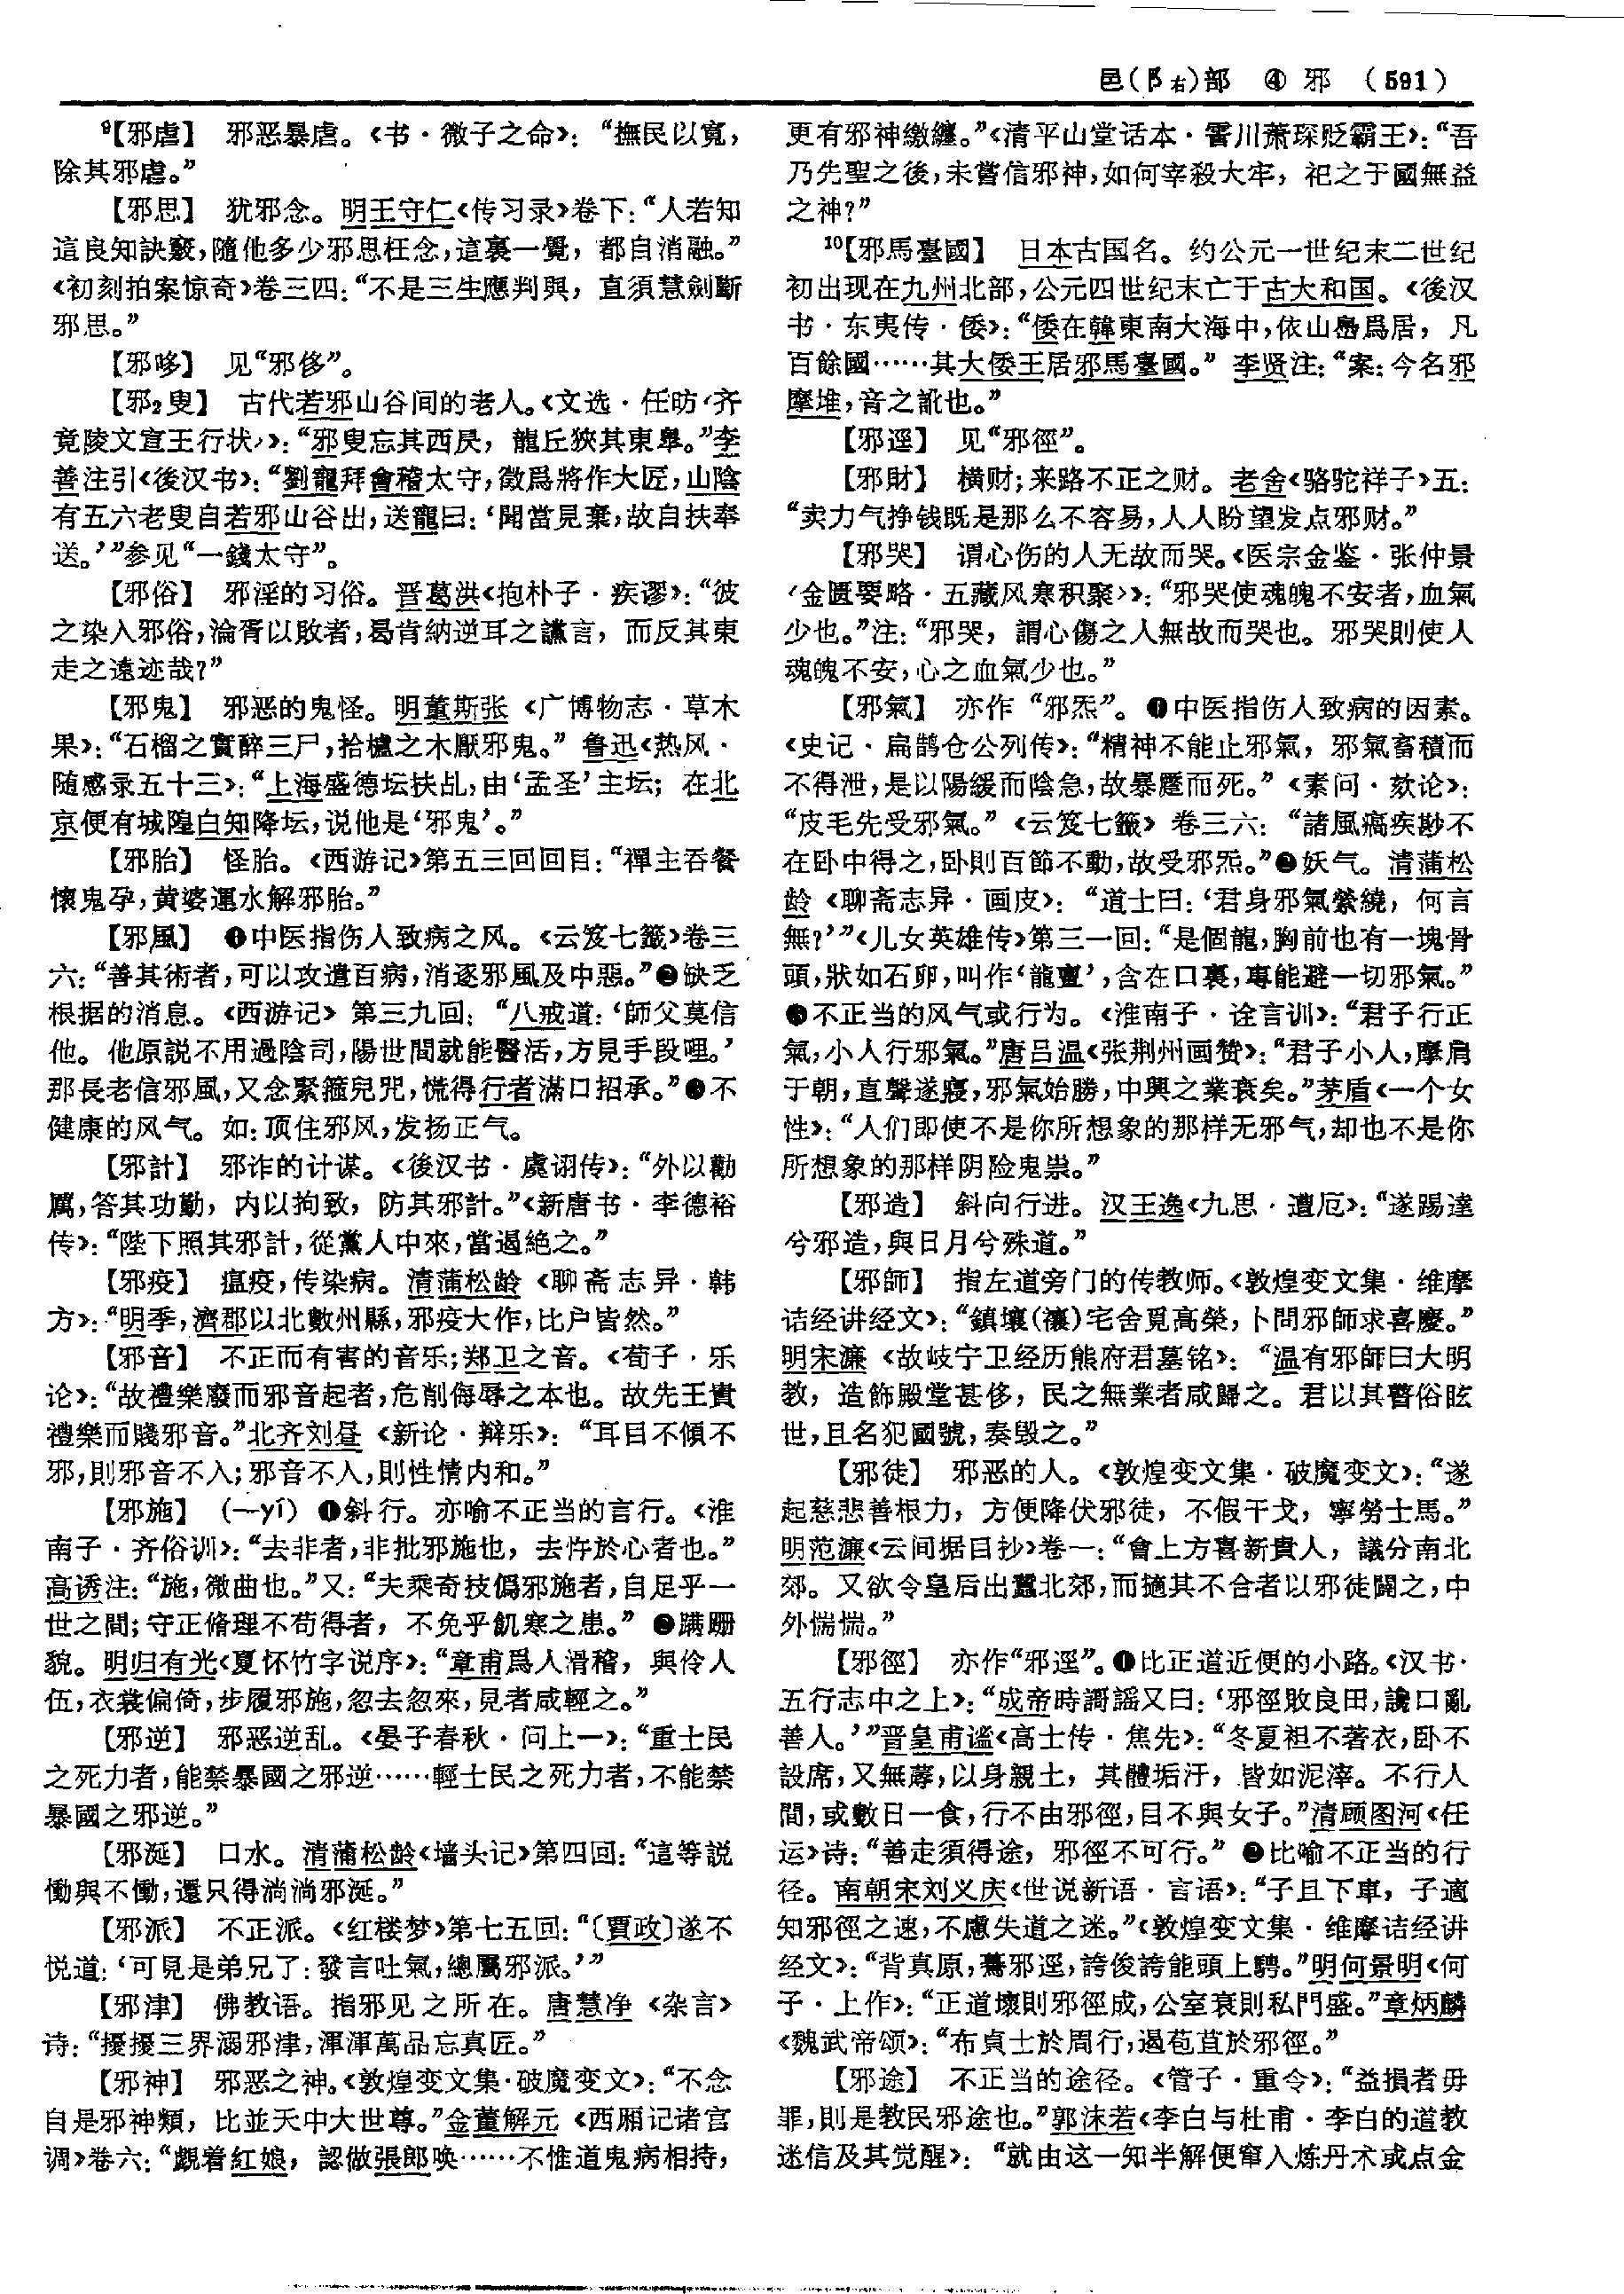 邑(阝右)部 ④ 邪 (591)
⁹【邪虐】 邪恶暴虐。《书·微子之命》：“撫民以寬，
除其邪虐。”
【邪思】 犹邪念。明王守仁《传习录》卷下：“人若知
這良知訣竅，隨他多少邪思枉念，這裏一覺，都自消融。”
《初刻拍案惊奇》卷三四：“不是三生應判與，直須慧劍斷
邪思。”
【邪哆】 见“邪侈”。
【邪₂叟】 古代若邪山谷间的老人。《文选·任昉〈齐
竟陵文宣王行状〉》：“邪叟忘其西戾，龍丘狹其東皋。”李
善注引《後汉书》：“劉寵拜會稽太守，徵爲將作大匠，山陰
有五六老叟自若邪山谷出，送寵曰：‘聞當見棄，故自扶奉
送。’”参见“一錢太守”。
【邪俗】 邪淫的习俗。晋葛洪《抱朴子·疾谬》：“彼
之染入邪俗，淪胥以敗者，曷肯納逆耳之讜言，而反其東
走之遠迹哉？”
【邪鬼】 邪恶的鬼怪。明董斯张《广博物志·草木
果》：“石榴之實醉三尸，拾櫨之木厭邪鬼。” 鲁迅《热风·
随感录五十三》：“上海盛德坛扶乩，由‘孟圣’主坛；在北
京便有城隍白知降坛，说他是‘邪鬼’。”
【邪胎】 怪胎。《西游记》第五三回回目：“禪主吞餐
懷鬼孕，黄婆運水解邪胎。”
【邪風】 ❶中医指伤人致病之风。《云笈七籤》卷三
六：“善其術者，可以攻遣百病，消逐邪風及中惡。”❷缺乏
根据的消息。《西游记》第三九回：“八戒道：‘師父莫信
他。他原説不用過陰司，陽世間就能醫活，方見手段哩。’
那長老信邪風，又念緊箍兒咒，慌得行者滿口招承。”❸不
健康的风气。如：顶住邪风，发扬正气。
【邪計】 邪诈的计谋。《後汉书·虞诩传》：“外以勸
厲，答其功勤，内以拘致，防其邪計。”《新唐书·李德裕
传》：“陛下照其邪計，從黨人中來，當遏絶之。”
【邪疫】 瘟疫，传染病。清蒲松龄《聊斋志异·韩
方》：“明季，濟郡以北數州縣，邪疫大作，比户皆然。”
【邪音】 不正而有害的音乐；郑卫之音。《荀子·乐
论》：“故禮樂廢而邪音起者，危削侮辱之本也。故先王貴
禮樂而賤邪音。”北齐刘昼《新论·辩乐》：“耳目不傾不
邪，則邪音不入；邪音不入，則性情内和。”
【邪施】 （—yí）❶斜行。亦喻不正当的言行。《淮
南子·齐俗训》：“去非者，非批邪施也，去忤於心者也。”
高诱注：“施，微曲也。”又：“夫乘奇技僞邪施者，自足乎一
世之間；守正脩理不苟得者，不免乎飢寒之患。” ❷蹒跚
貌。明归有光《夏怀竹字说序》：“章甫爲人滑稽，與伶人
伍，衣裳偏倚，步履邪施，忽去忽來，見者咸輕之。”
【邪逆】 邪恶逆乱。《晏子春秋·问上一》：“重士民
之死力者，能禁暴國之邪逆……輕士民之死力者，不能禁
暴國之邪逆。”
【邪涎】 口水。清蒲松龄《墙头记》第四回：“這等説
慟與不慟，還只得淌淌邪涎。”
【邪派】 不正派。《红楼梦》第七五回：“〔賈政〕遂不
悦道：‘可見是弟兄了：發言吐氣，總屬邪派。’”
【邪津】 佛教语。指邪见之所在。唐慧净《杂言》
诗：“擾擾三界溺邪津，渾渾萬品忘真匠。”
【邪神】 邪恶之神。《敦煌变文集·破魔变文》：“不念
自是邪神類，比並天中大世尊。”金董解元《西厢记诸宫
调》卷六：“覷着紅娘，認做張郎唤……不惟道鬼病相持，
更有邪神繳纏。”《清平山堂话本·霅川萧琛贬霸王》：“吾
乃先聖之後，未嘗信邪神，如何宰殺大牢，祀之于國無益
之神？”
¹⁰【邪馬臺國】 日本古国名。约公元一世纪末二世纪
初出现在九州北部，公元四世纪末亡于古大和国。《後汉
书·东夷传·倭》：“倭在韓東南大海中，依山㠀爲居，凡
百餘國……其大倭王居邪馬臺國。” 李贤注：“案：今名邪
摩堆，音之訛也。”
【邪逕】 见“邪徑”。
【邪財】 横财；来路不正之财。老舍《骆驼祥子》五：
“卖力气挣钱既是那么不容易，人人盼望发点邪财。”
【邪哭】 谓心伤的人无故而哭。《医宗金鉴·张仲景
〈金匮要略·五藏风寒积聚〉》：“邪哭使魂魄不安者，血氣
少也。”注：“邪哭，謂心傷之人無故而哭也。邪哭則使人
魂魄不安，心之血氣少也。”
【邪氣】 亦作“邪炁”。❶中医指伤人致病的因素。
《史记·扁鹊仓公列传》：“精神不能止邪氣，邪氣畜積而
不得泄，是以陽緩而陰急，故暴蹷而死。”《素问·欬论》：
“皮毛先受邪氣。”《云笈七籤》卷三六：“諸風痛疾尠不
在卧中得之，卧則百節不動，故受邪炁。”❷妖气。清蒲松
龄《聊斋志异·画皮》：“道士曰：‘君身邪氣縈繞，何言
無？’”《儿女英雄传》第三一回：“是個龍，胸前也有一塊骨
頭，狀如石卵，叫作‘龍亶’，含在口裏，專能避一切邪氣。”
❸不正当的风气或行为。《淮南子·诠言训》：“君子行正
氣，小人行邪氣。”唐吕温《张荆州画赞》：“君子小人，摩肩
于朝，直聲遂寢，邪氣始勝，中興之業衰矣。”茅盾《一个女
性》：“人们即使不是你所想象的那样无邪气，却也不是你
所想象的那样阴险鬼祟。”
【邪造】 斜向行进。汉王逸《九思·遭厄》：“遂踢達
兮邪造，與日月兮殊道。”
【邪師】 指左道旁门的传教师。《敦煌变文集·维摩
诘经讲经文》：“鎮壤（禳）宅舍覓高榮，卜問邪師求喜慶。”
明宋濂《故岐宁卫经历熊府君墓铭》：“温有邪師曰大明
教，造飾殿堂甚侈，民之無業者咸歸之。君以其瞽俗眩
世，且名犯國號，奏毁之。”
【邪徒】 邪恶的人。《敦煌变文集·破魔变文》：“遂
起慈悲善根力，方便降伏邪徒，不假干戈，寧勞士馬。”
明范濂《云间据目抄》卷一：“會上方喜新貴人，議分南北
郊。又欲令皇后出蠶北郊，而擿其不合者以邪徒闢之，中
外惴惴。”
【邪徑】 亦作“邪逕”。❶比正道近便的小路。《汉书·
五行志中之上》：“成帝時謌謡又曰：‘邪徑敗良田，讒口亂
善人。’”晋皇甫谧《高士传·焦先》：“冬夏袒不著衣，卧不
設席，又無蓐，以身親土，其體垢汙，皆如泥滓。不行人
間，或數日一食，行不由邪徑，目不與女子。”清顾图河《任
运》诗：“善走須得途，邪徑不可行。” ❷比喻不正当的行
径。南朝宋刘义庆《世说新语·言语》：“子且下車，子適
知邪徑之速，不慮失道之迷。”《敦煌变文集·维摩诘经讲
经文》：“背真原，驀邪逕，誇俊誇能頭上騁。”明何景明《何
子·上作》：“正道壞則邪徑成，公室衰則私門盛。”章炳麟
《魏武帝颂》：“布貞士於周行，遏苞苴於邪徑。”
【邪途】 不正当的途径。《管子·重令》：“益損者毋
罪，則是教民邪途也。”郭沫若《李白与杜甫·李白的道教
迷信及其觉醒》：“就由这一知半解便窜入炼丹术或点金